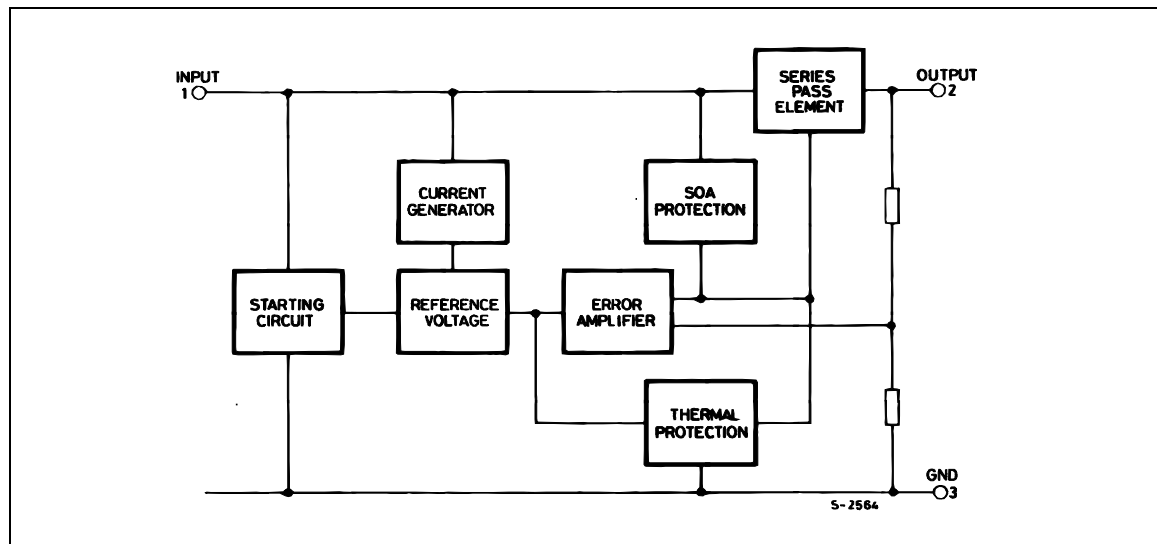 INPUT
1
SERIES
PASS
ELEMENT
OUTPUT
2
CURRENT
GENERATOR
SOA
PROTECTION
STARTING
CIRCUIT
REFERENCE
VOLTAGE
ERROR
AMPLIFIER
THERMAL
PROTECTION
GND
3
S-2564